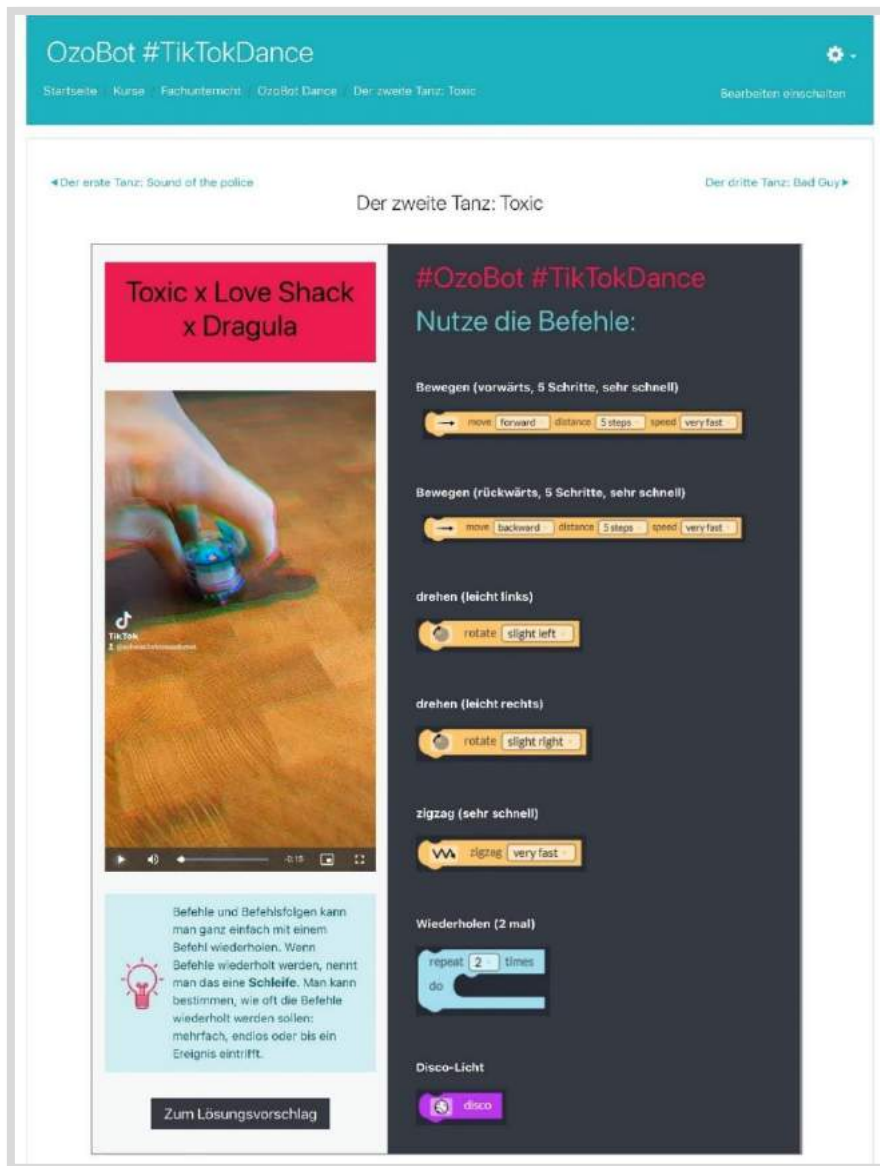 OzoBot #TikTokDance
Startseite Kurse Fachunterricht OzoBot Dance Der zweite Tanz: Toxic
Bearbeiten einschalten
◄Der erste Tanz: Sound of the police
Der dritte Tanz: Bad Guy►
Der zweite Tanz: Toxic
Toxic x Love Shack
x Dragula
TikTok
-0:15
Befehle und Befehlsfolgen kann
man ganz einfach mit einem
Befehl wiederholen. Wenn
Befehle wiederholt werden, nennt
man das eine Schleife. Man kann
bestimmen, wie oft die Befehle
wiederholt werden sollen:
mehrfach, endlos oder bis ein
Ereignis eintrifft.
Zum Lösungsvorschlag
#OzoBot #TikTokDance
Nutze die Befehle:
Bewegen (vorwärts, 5 Schritte, sehr schnell)
move forward distance 5 steps speed very fast
Bewegen (rückwärts, 5 Schritte, sehr schnell)
move backward distance 5 steps speed very fast
drehen (leicht links)
rotate slight left
drehen (leicht rechts)
rotate slight right
zigzag (sehr schnell)
zigzag very fast
Wiederholen (2 mal)
repeat 2 times
do
Disco-Licht
disco